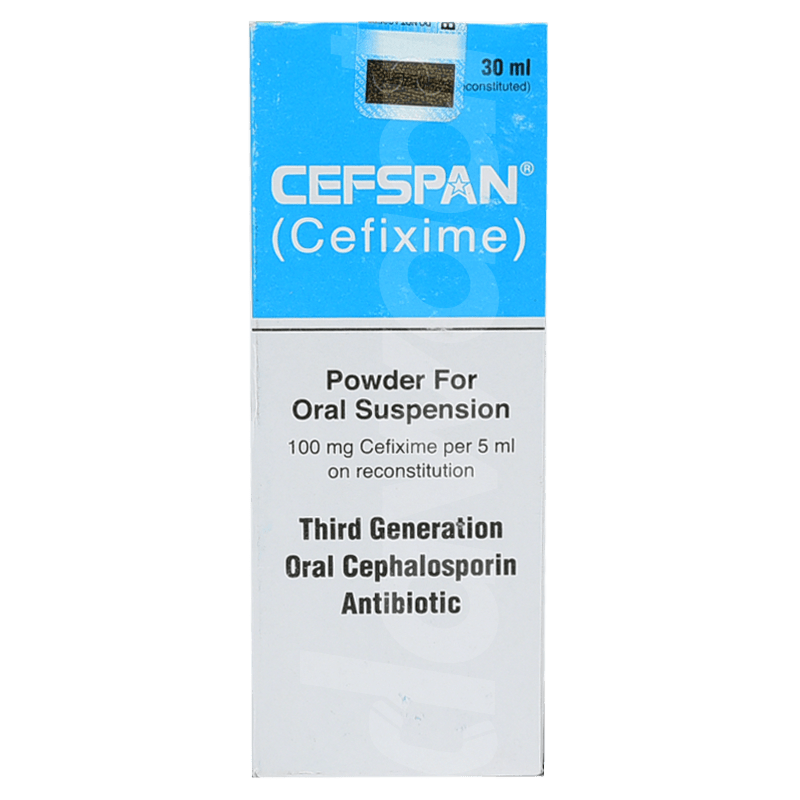 30 ml
constituted)
CEFSPAN®
(Cefixime)
Powder For
Oral Suspension
100 mg Cefixime per 5 ml
on reconstitution
Third Generation
Oral Cephalosporin
Antibiotic